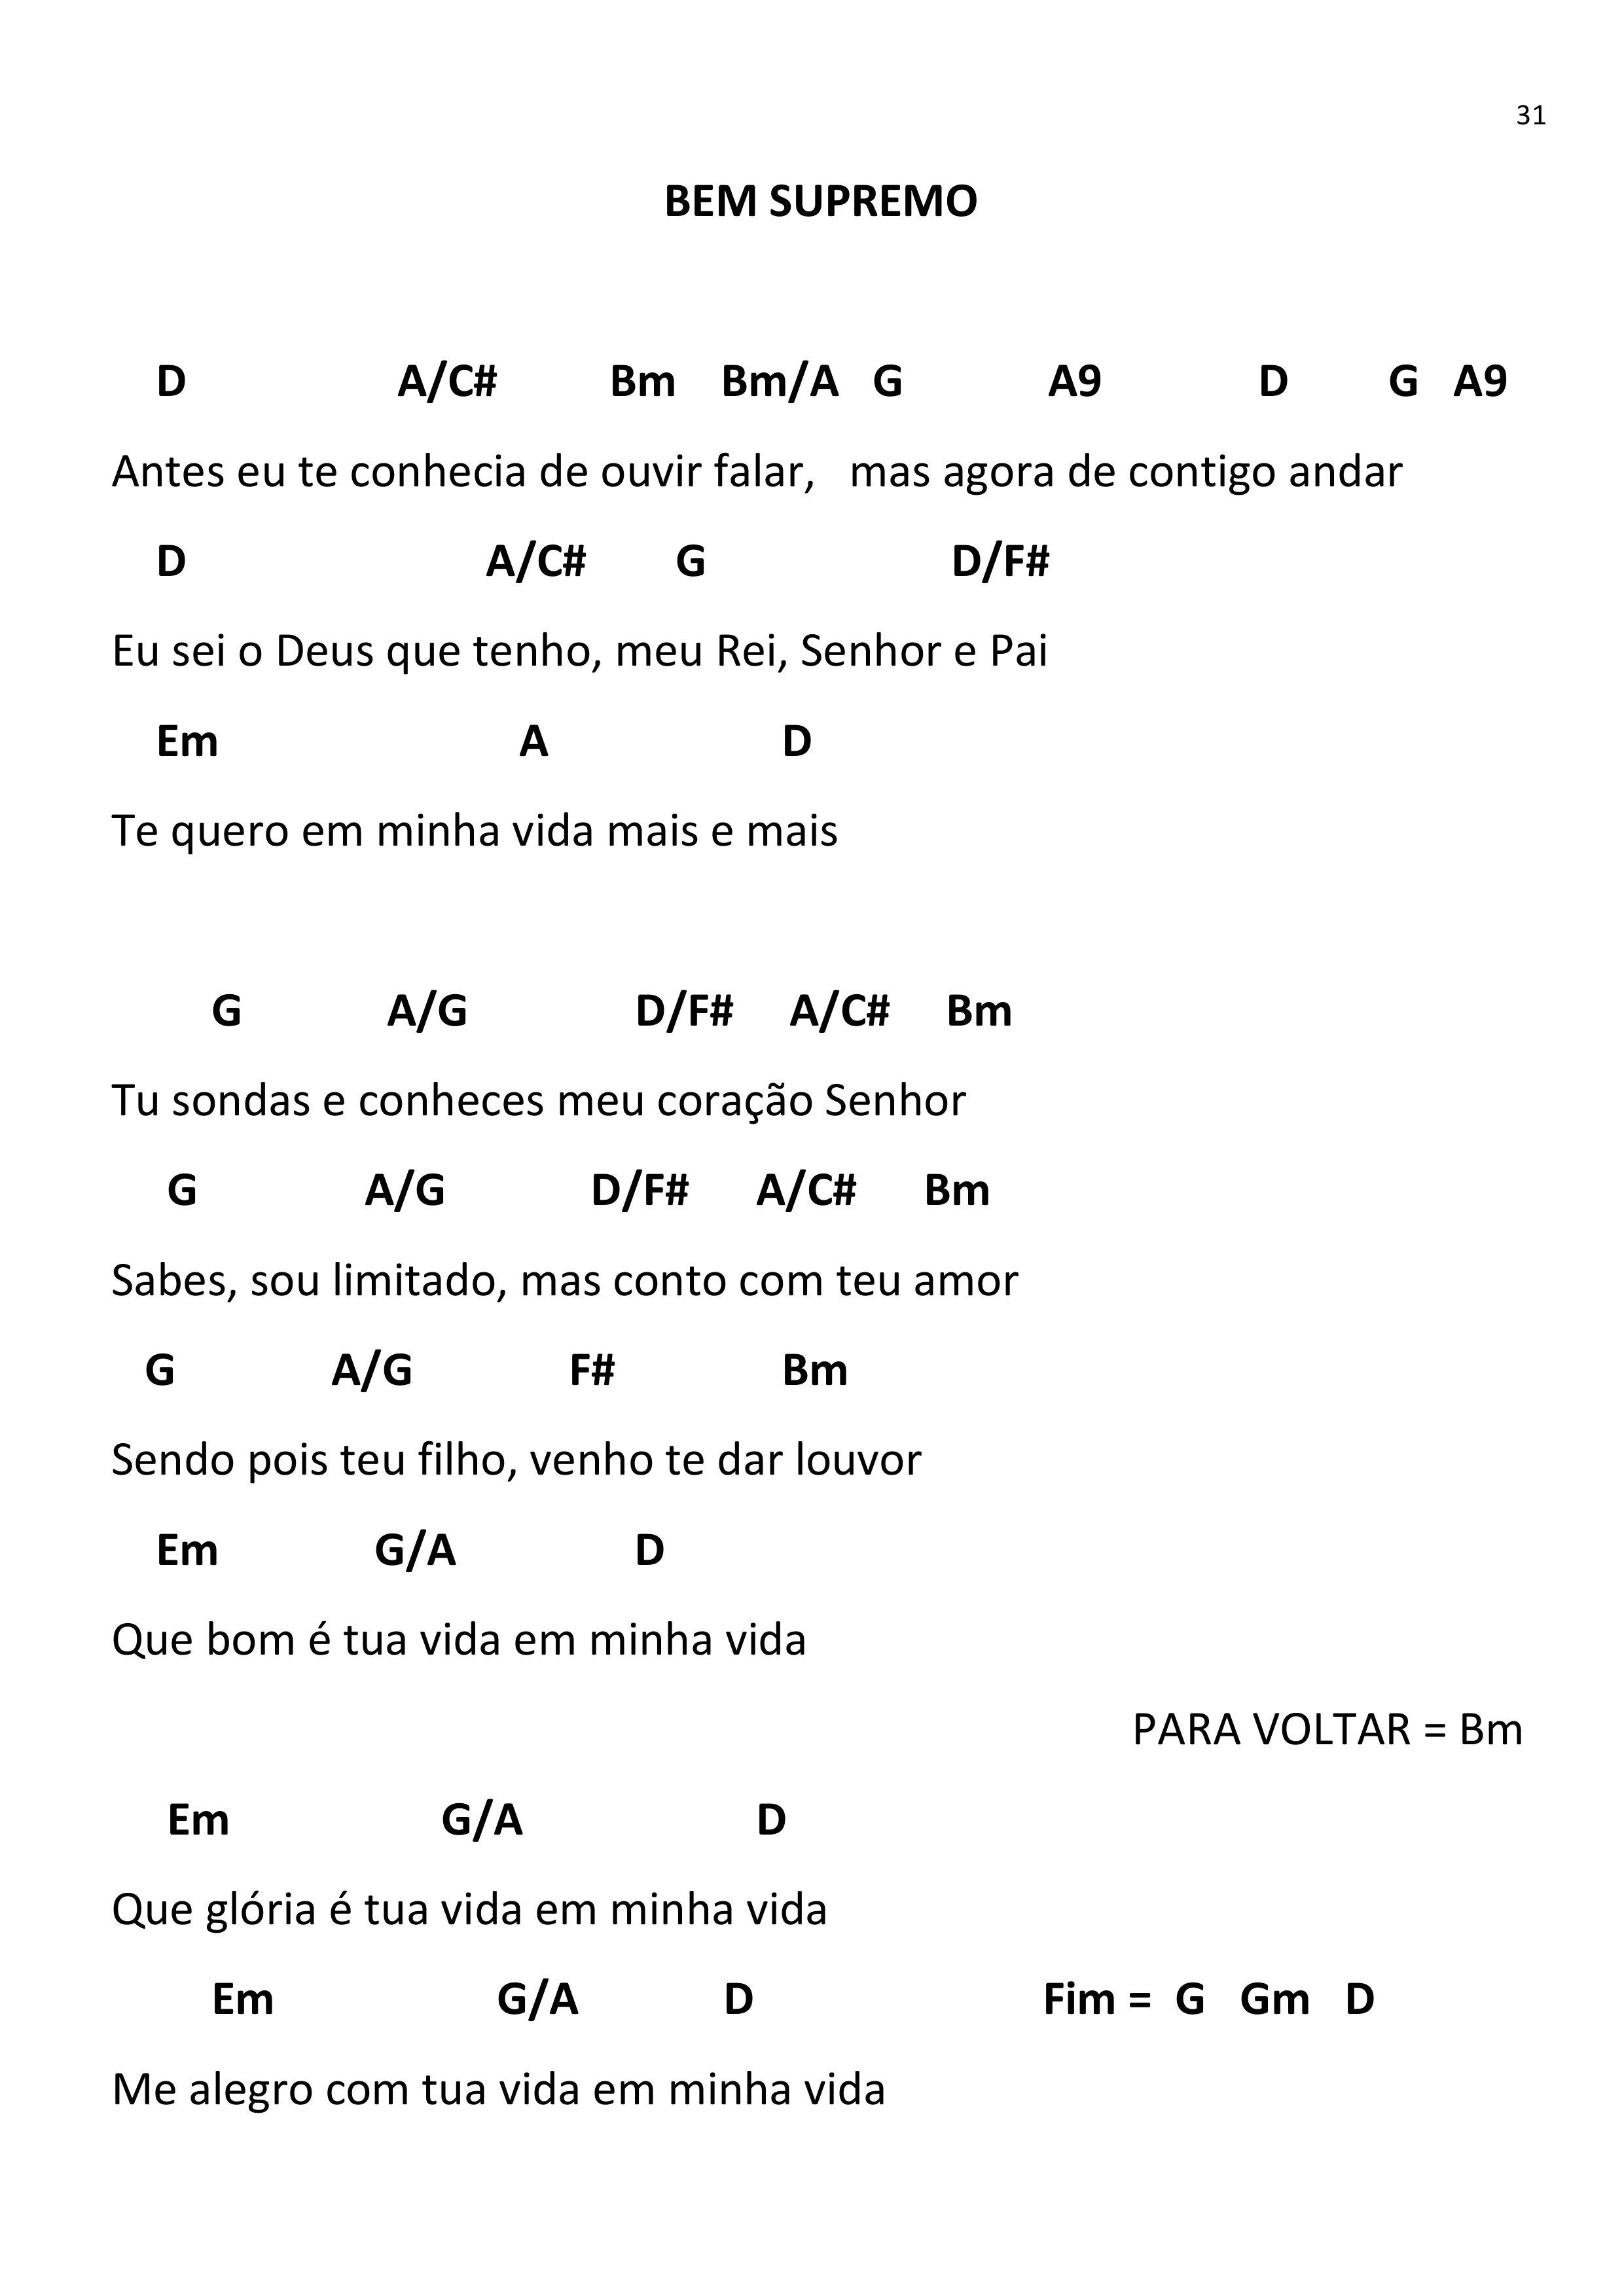 31
BEM SUPREMO
D A/C# Bm Bm/A G A9 D G A9
Antes eu te conhecia de ouvir falar, mas agora de contigo andar
D A/C# G D/F#
Eu sei o Deus que tenho, meu Rei, Senhor e Pai
Em A D
Te quero em minha vida mais e mais
G A/G D/F# A/C# Bm
Tu sondas e conheces meu coração Senhor
G A/G D/F# A/C# Bm
Sabes, sou limitado, mas conto com teu amor
G A/G F# Bm
Sendo pois teu filho, venho te dar louvor
Em G/A D
Que bom é tua vida em minha vida
PARA VOLTAR = Bm
Em G/A D
Que glória é tua vida em minha vida
Em G/A D Fim = G Gm D
Me alegro com tua vida em minha vida